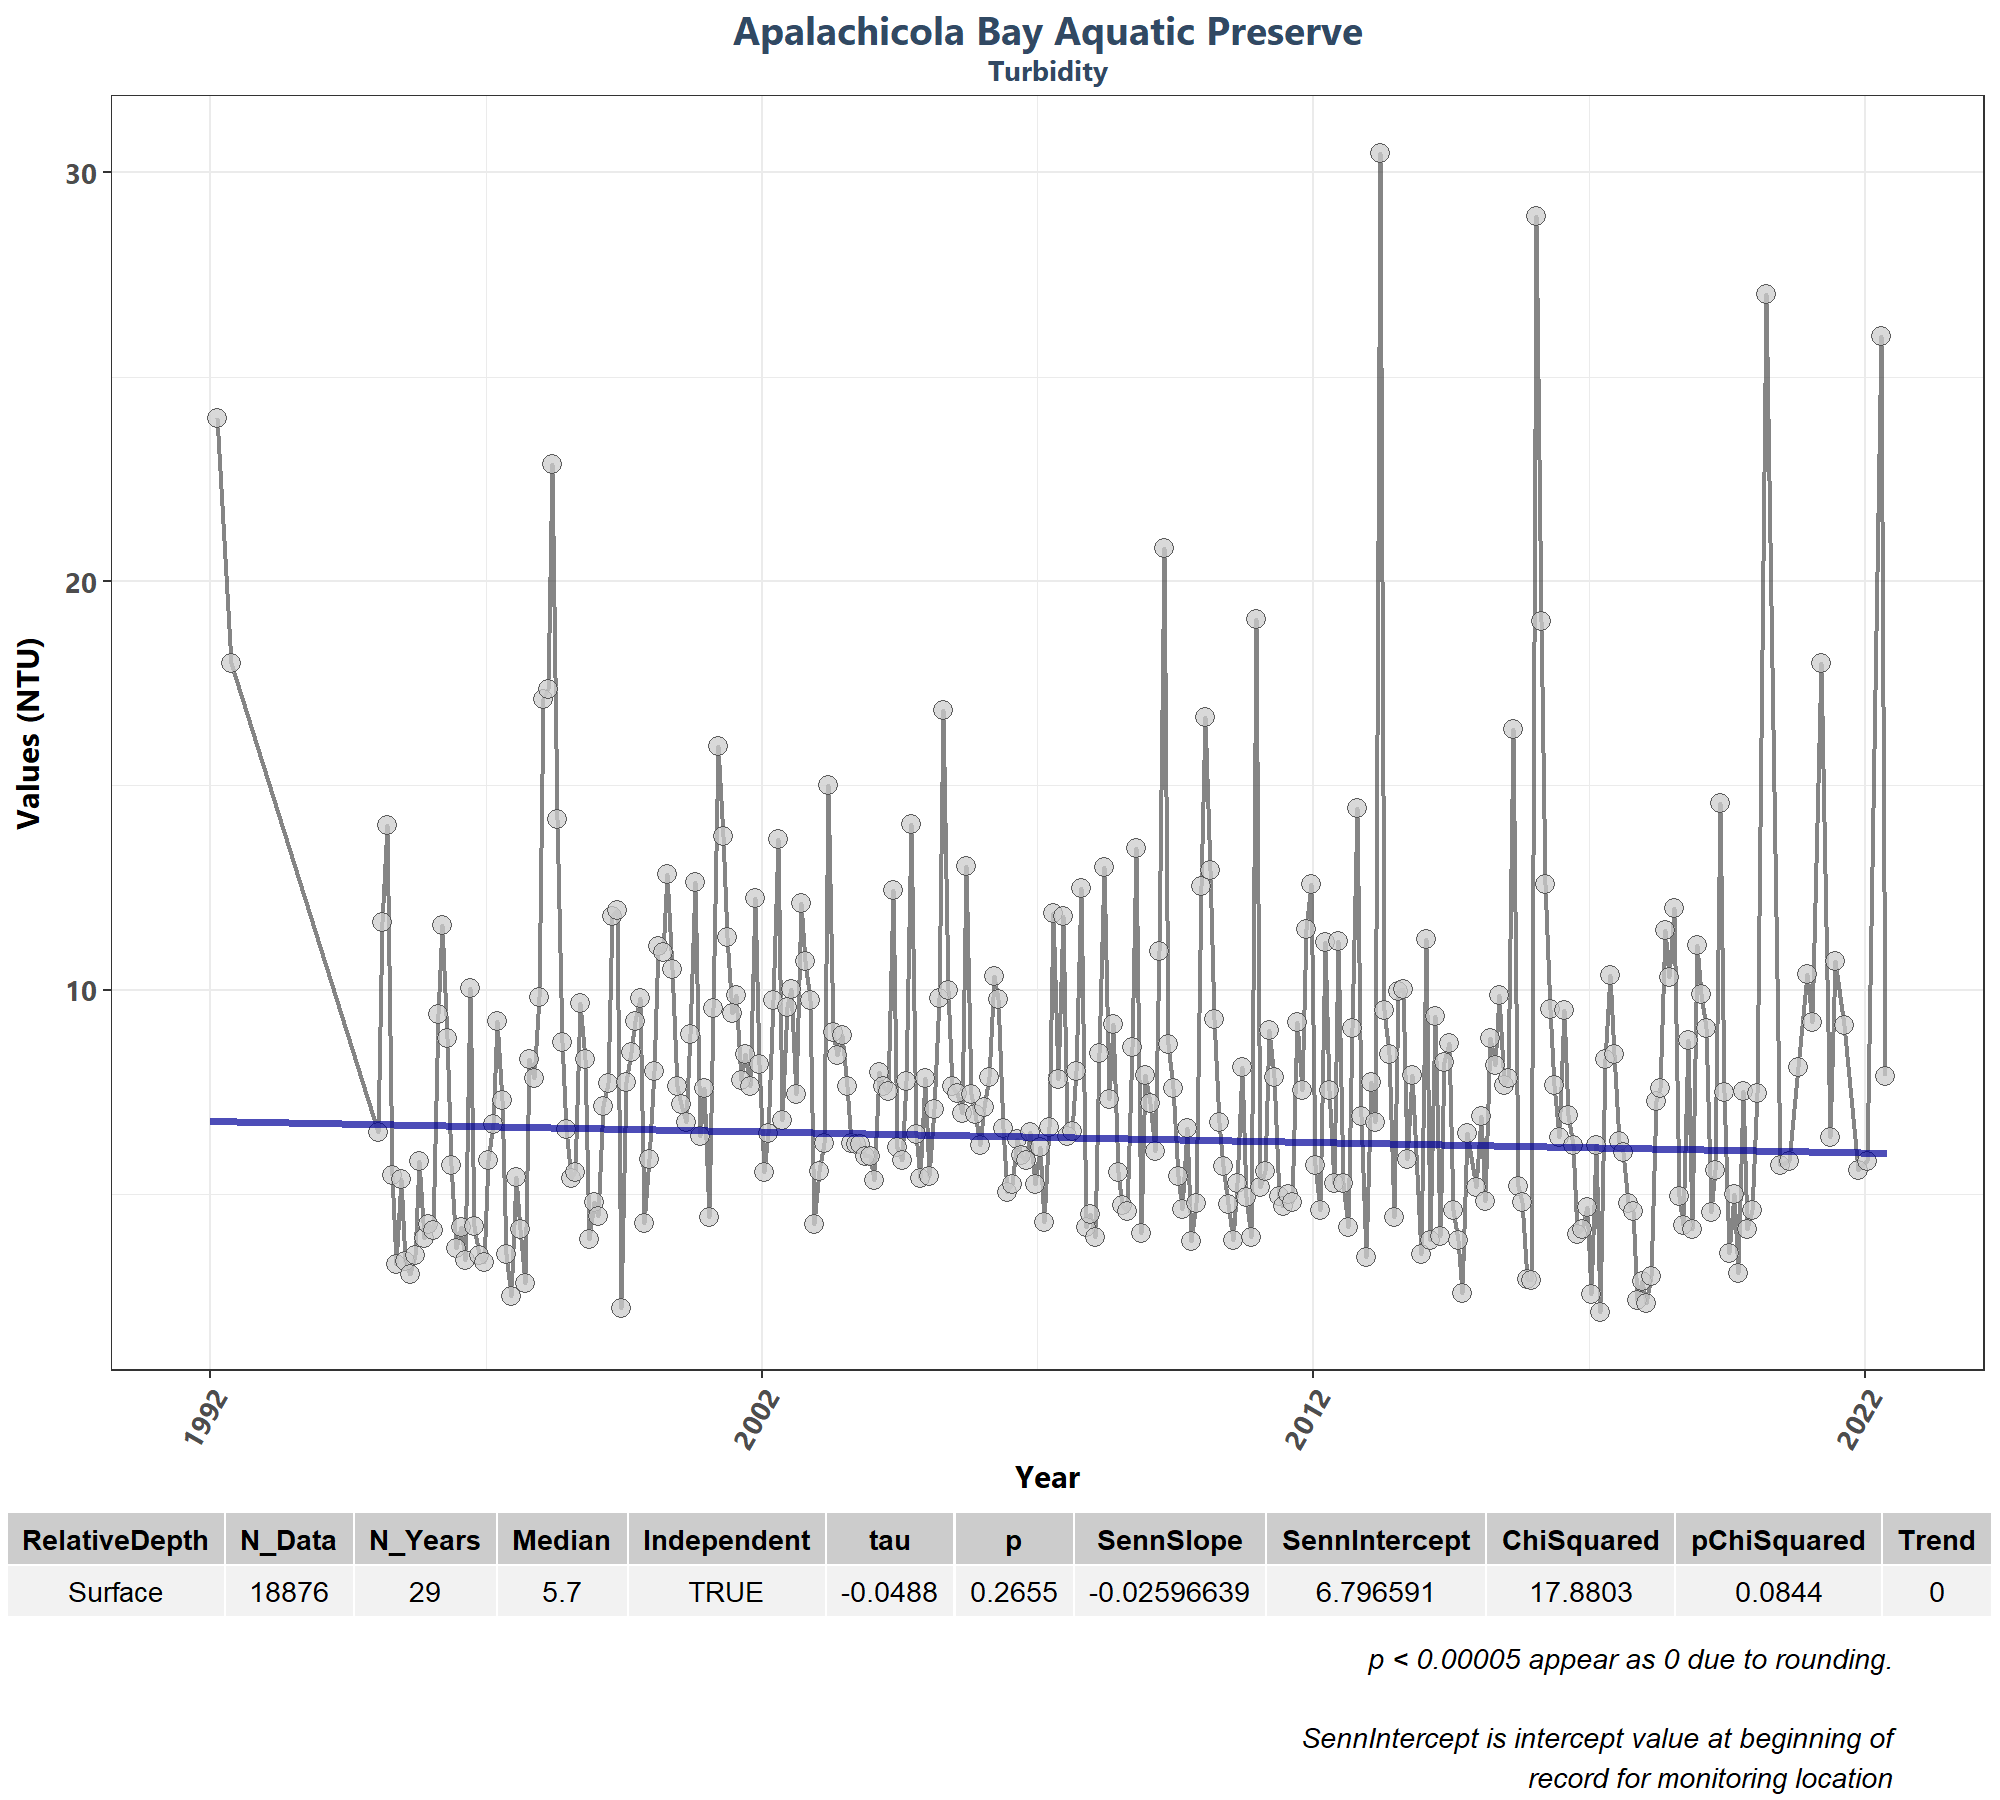 Apalachicola Bay Aquatic Preserve
Turbidity
30
20
10
Values (NTU)
1992 2002 2012 2022
Year
RelativeDepth N_Data N_Years Median Independent tau p SennSlope SennIntercept ChiSquared pChiSquared Trend
Surface 18876 29 5.7 TRUE -0.0488 0.2655 -0.02596639 6.796591 17.8803 0.0844 0
p < 0.00005 appear as 0 due to rounding.
SennIntercept is intercept value at beginning of
record for monitoring location